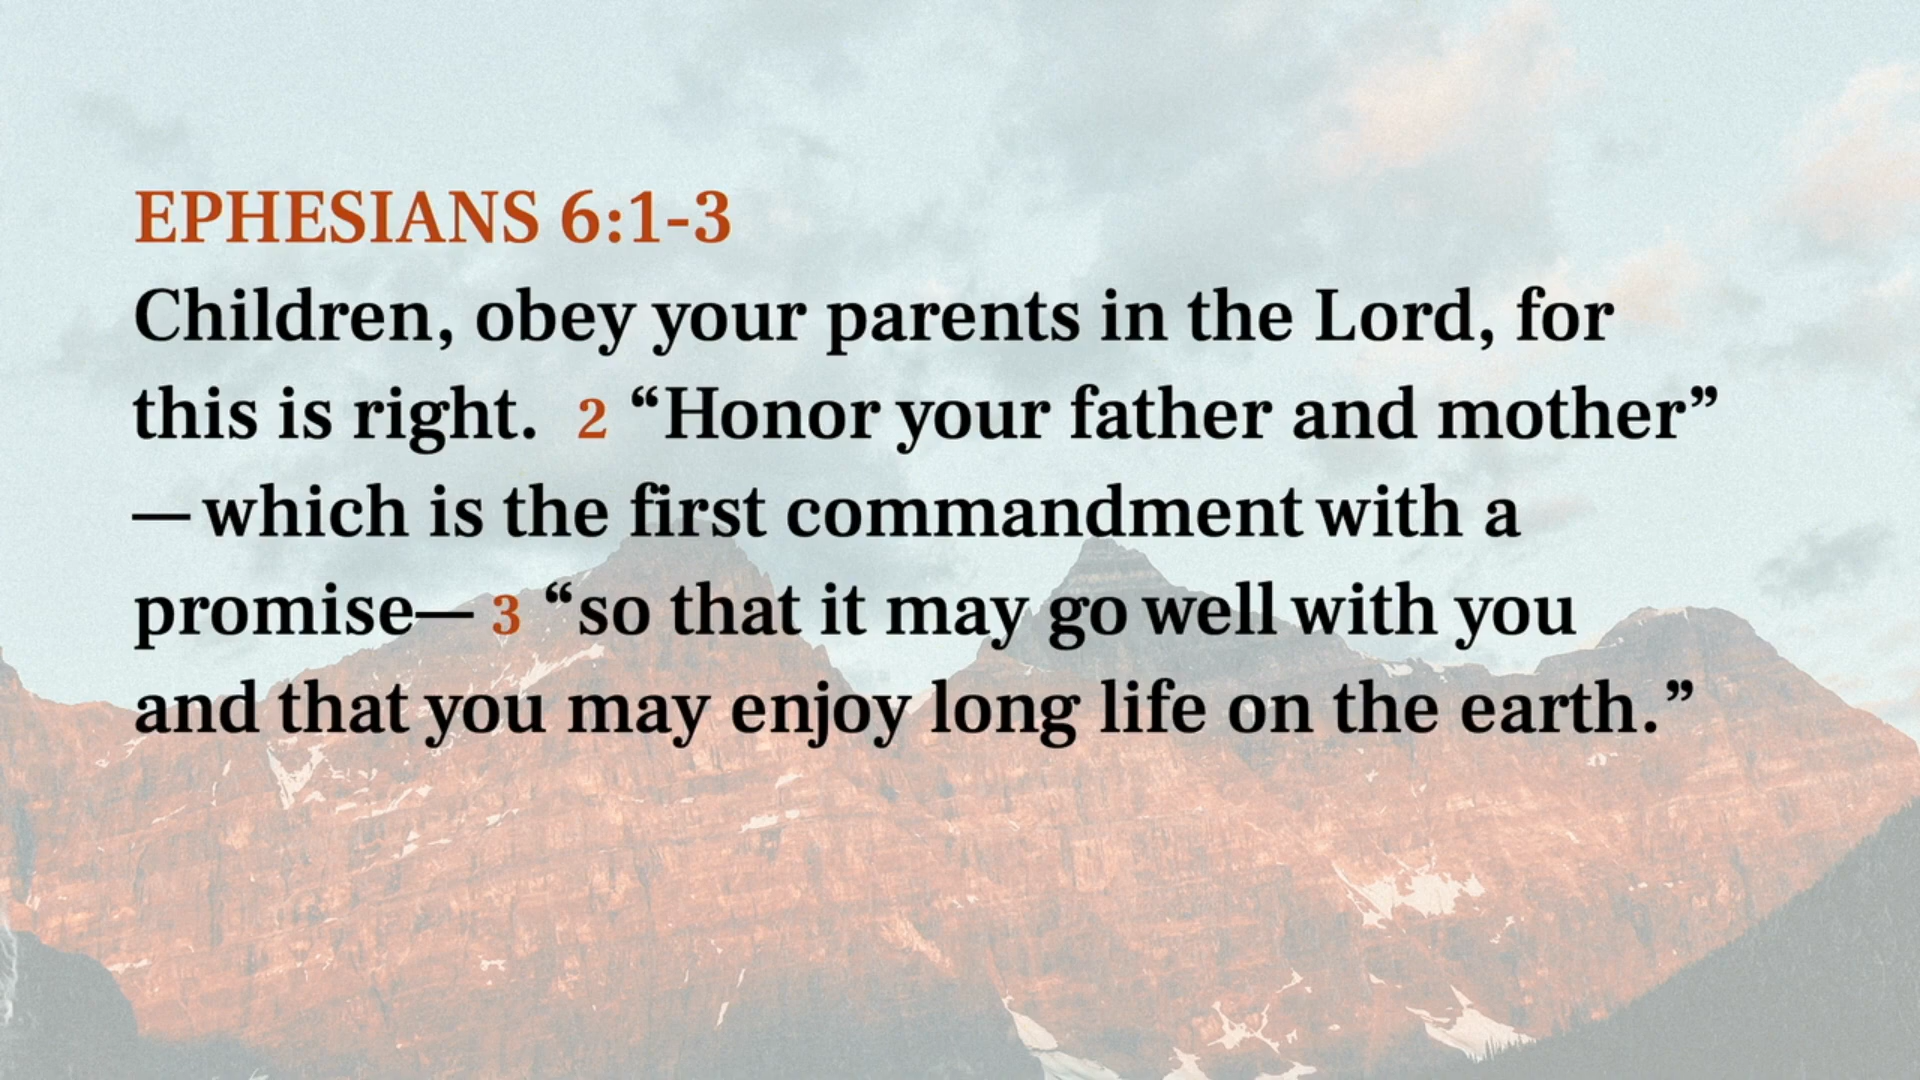 EPHESIANS 6:1-3
Children, obey your parents in the Lord, for
this is right. 2 “Honor your father and mother”
—which is the first commandment with a
promise— 3 “so that it may go well with you
and that you may enjoy long life on the earth.”